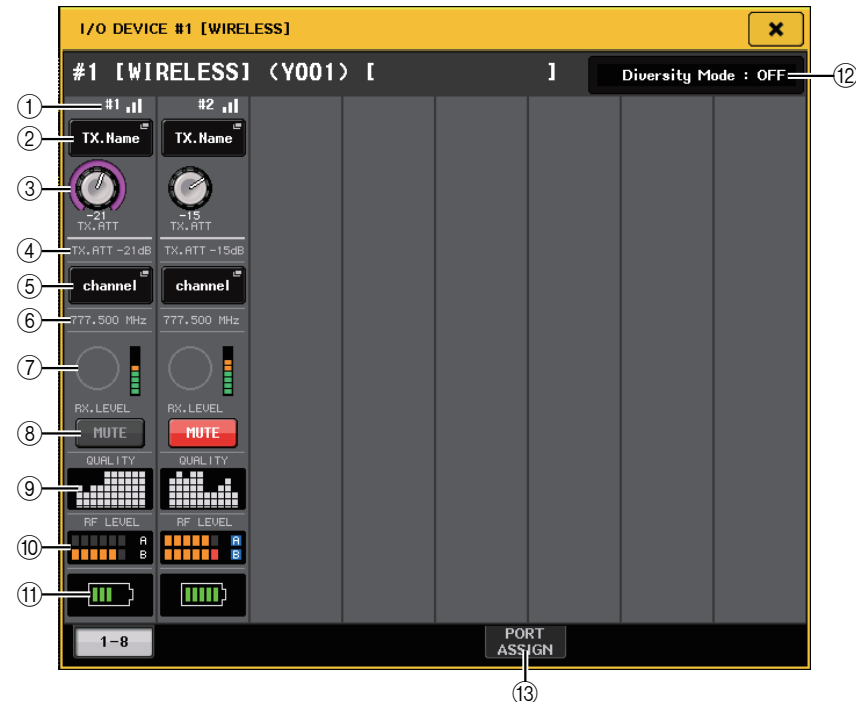 I/O DEVICE #1 [WIRELESS]
#1 [WIRELESS] (Y001) [ ] Diversity Mode : OFF ⑫
① #1 #2
② TX.Name TX.Name
③
-21 -15
TX.ATT TX.ATT
④ TX.ATT -21dB TX.ATT -15dB
⑤ channel channel
⑥ 777.500 MHz 777.500 MHz
⑦
RX.LEVEL RX.LEVEL
⑧ MUTE MUTE
QUALITY QUALITY
⑨
RF LEVEL RF LEVEL
⑩ A A
B B
⑪
1-8 PORT
ASSIGN
⑬